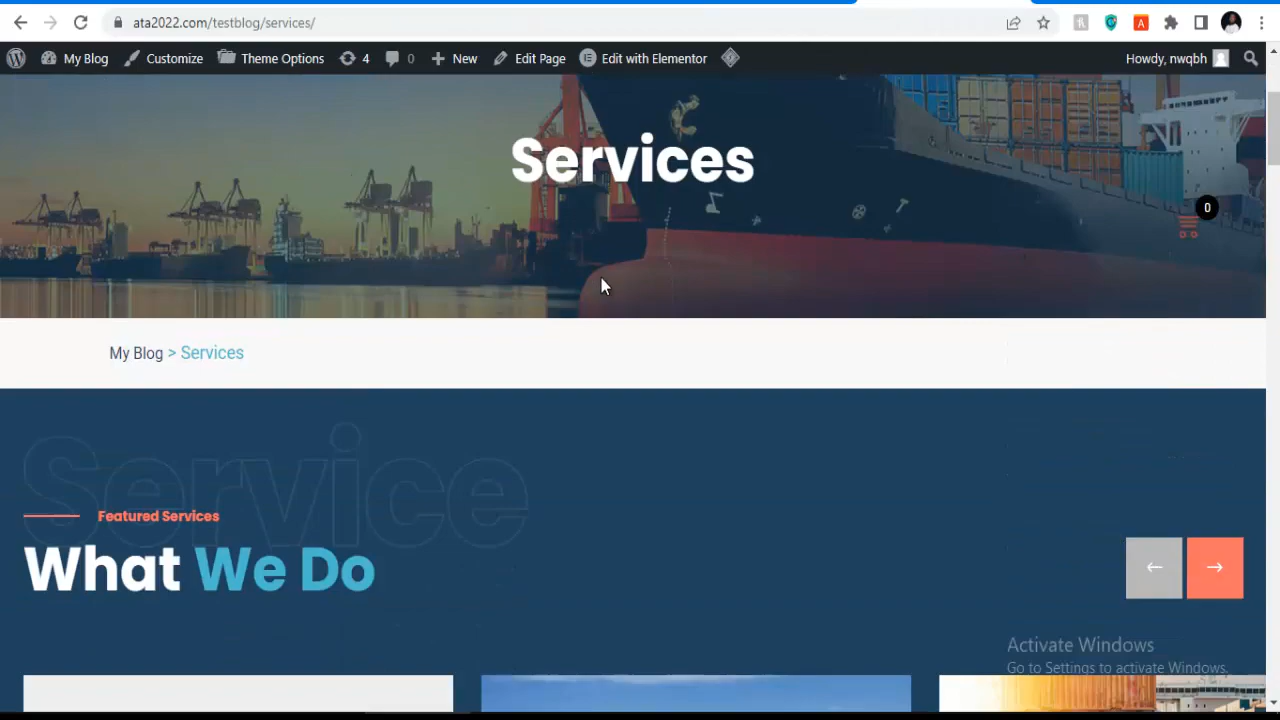 ata2022.com/testblog/services/
My Blog Customize Theme Options 4 0 New Edit Page Edit with Elementor Howdy, nwqbh
Services
0
My Blog > Services
Service
Featured Services
What We Do
Activate Windows
Go to Settings to activate Windows.